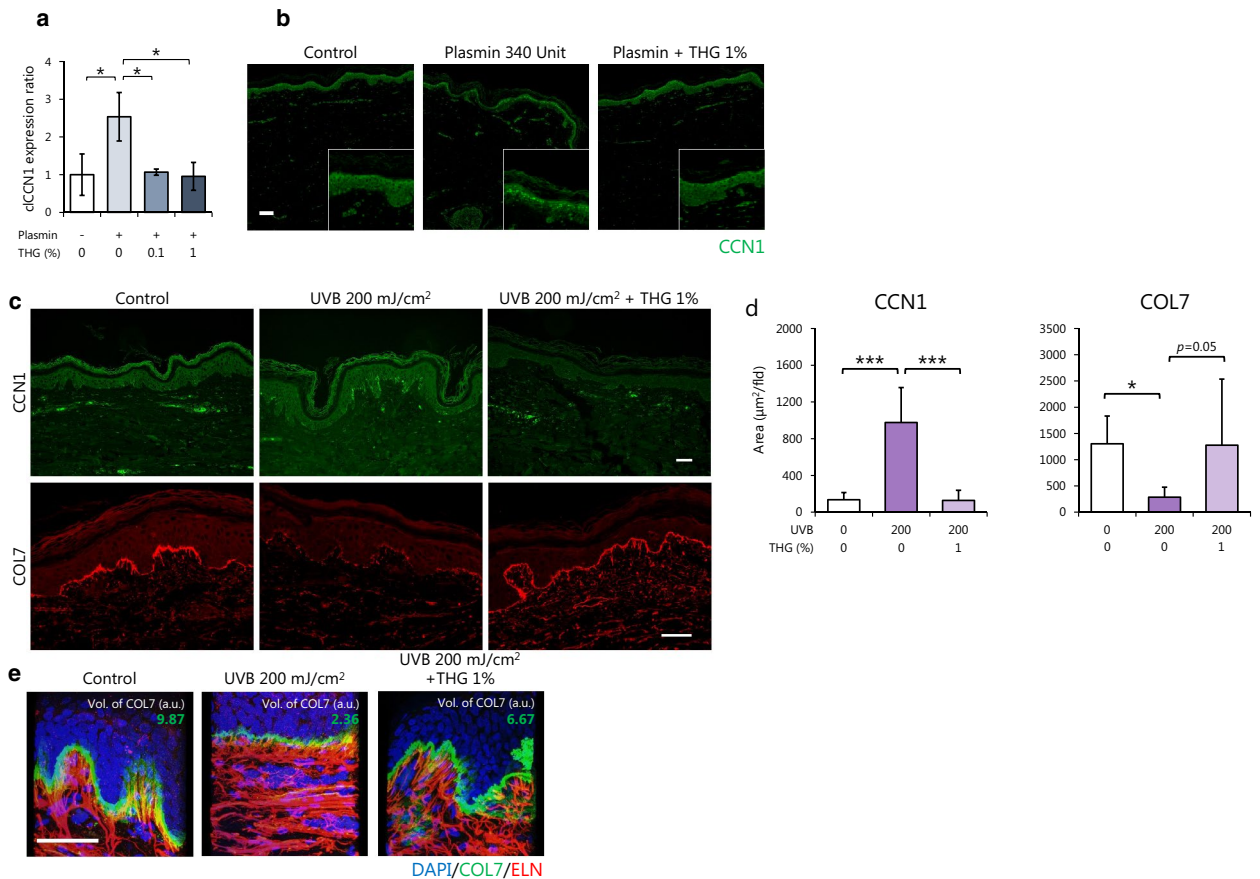 a
*
*
*
4
3
2
1
0
clCCN1 expression ratio
Plasmin - + + +
THG (%) 0 0 0.1 1
b
Control Plasmin 340 Unit Plasmin + THG 1%
CCN1
c
Control UVB 200 mJ/cm² UVB 200 mJ/cm² + THG 1%
CCN1
COL7
d
CCN1
2000
1600
1200
800
400
0
Area (µm²/fld)
*** ***
UVB 0 200 200
THG (%) 0 0 1
COL7
3500
3000
2500
2000
1500
1000
500
0
p=0.05
*
0 200 200
0 0 1
e
Control UVB 200 mJ/cm² UVB 200 mJ/cm²
+THG 1%
Vol. of COL7 (a.u.) Vol. of COL7 (a.u.) Vol. of COL7 (a.u.)
9.87 2.36 6.67
DAPI/COL7/ELN